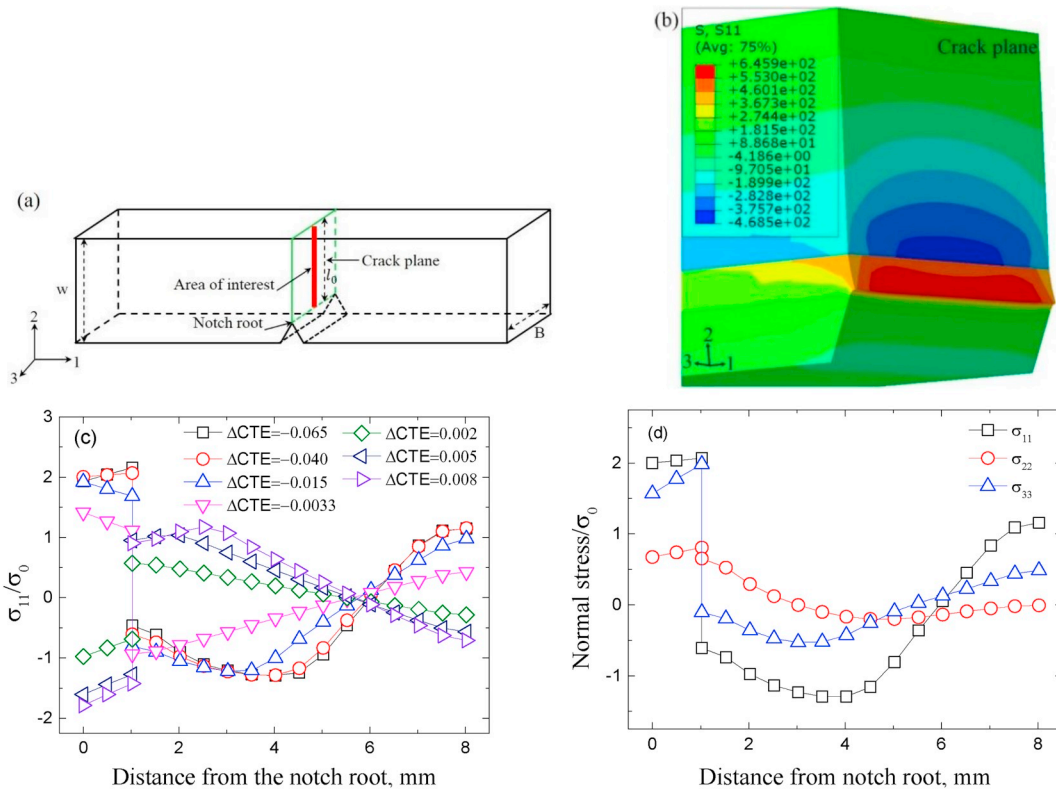 (a)
w
Area of interest
Notch root
Crack plane
l₀
B
2
1
3
(b)
S, S11
(Avg: 75%)
Crack plane
+6.459e+02
+5.530e+02
+4.601e+02
+3.673e+02
+2.744e+02
+1.815e+02
+8.868e+01
-4.186e+00
-9.705e+01
-1.899e+02
-2.828e+02
-3.757e+02
-4.685e+02
2
3
1
(c)
ΔCTE=-0.065
ΔCTE=-0.040
ΔCTE=-0.015
ΔCTE=-0.0033
ΔCTE=0.002
ΔCTE=0.005
ΔCTE=0.008
σ₁₁/σ₀
3
2
1
0
-1
-2
0 2 4 6 8
Distance from the notch root, mm
(d)
σ₁₁
σ₂₂
σ₃₃
Normal stress/σ₀
2
1
0
-1
0 2 4 6 8
Distance from notch root, mm